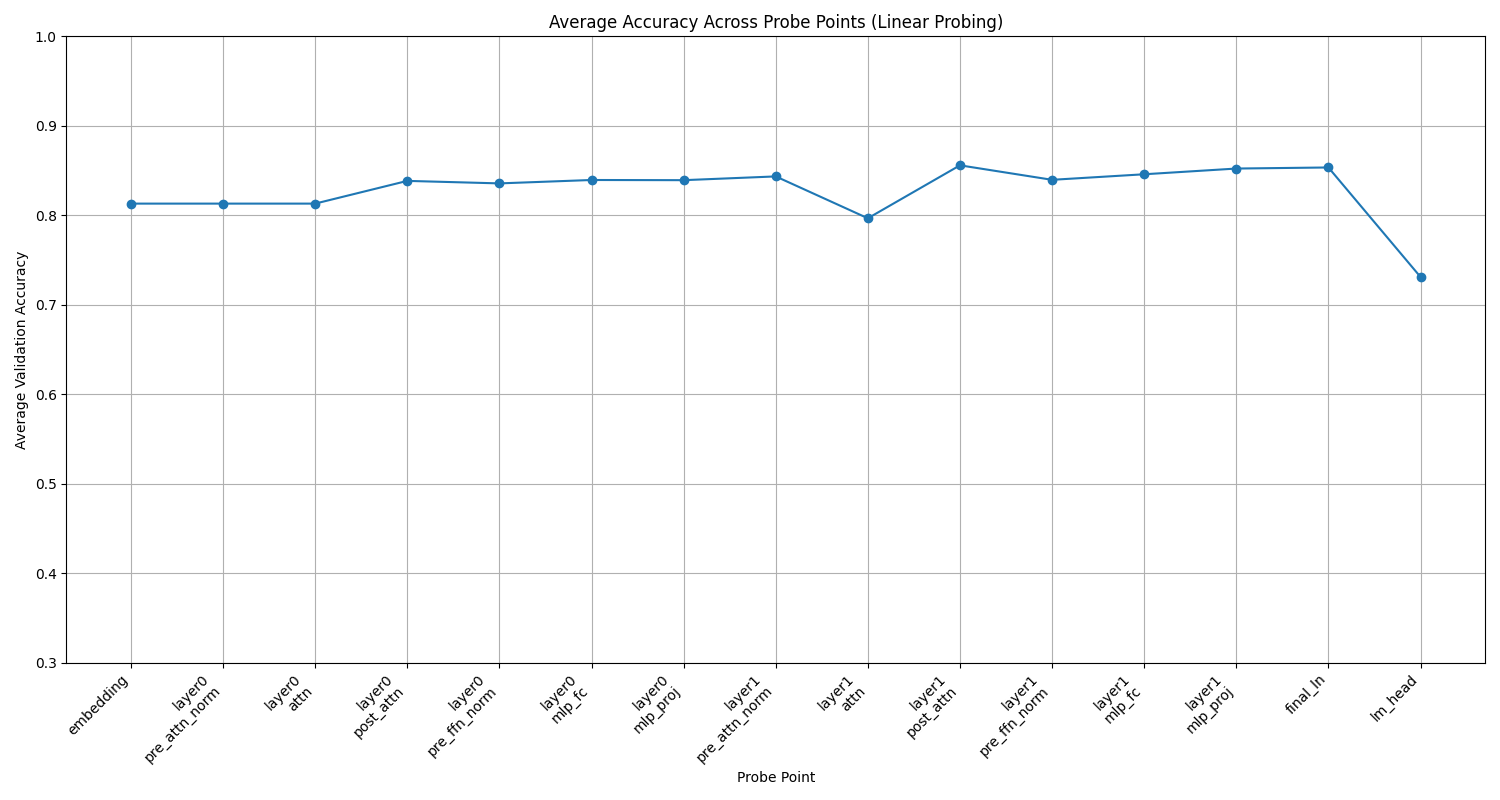 Average Accuracy Across Probe Points (Linear Probing)
1.0
0.9
0.8
0.7
0.6
0.5
0.4
0.3
Average Validation Accuracy
embedding
layer0
pre_attn_norm
layer0
attn
layer0
post_attn
layer0
pre_ffn_norm
layer0
mlp_fc
layer0
mlp_proj
layer1
pre_attn_norm
layer1
attn
layer1
post_attn
layer1
pre_ffn_norm
layer1
mlp_fc
layer1
mlp_proj
final_ln
lm_head
Probe Point